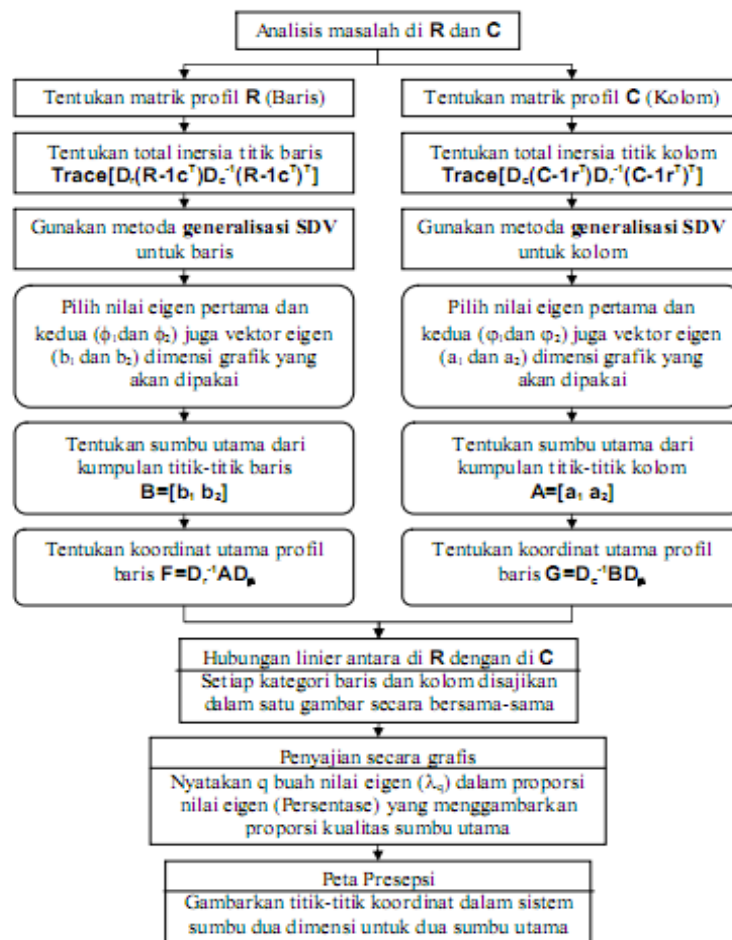 Analisis masalah di R dan C
Tentukan matrik profil R (Baris)
Tentukan total inersia titik baris
Trace[Dᵣ(R-1cᵀ)D꜀⁻¹(R-1cᵀ)ᵀ]
Gunakan metoda generalisasi SDV
untuk baris
Pilih nilai eigen pertama dan
kedua (ϕ₁dan ϕ₂) juga vektor eigen
(b₁ dan b₂) dimensi grafik yang
akan dipakai
Tentukan sumbu utama dari
kumpulan titik-titik baris
B=[b₁ b₂]
Tentukan koordinat utama profil
baris F=Dᵣ⁻¹AD
Tentukan matrik profil C (Kolom)
Tentukan total inersia titik kolom
Trace[D꜀(C-1rᵀ)Dᵣ⁻¹(C-1rᵀ)ᵀ]
Gunakan metoda generalisasi SDV
untuk kolom
Pilih nilai eigen pertama dan
kedua (φ₁dan φ₂) juga vektor eigen
(a₁ dan a₂) dimensi grafik yang
akan dipakai
Tentukan sumbu utama dari
kumpulan titik-titik kolom
A=[a₁ a₂]
Tentukan koordinat utama profil
baris G=D꜀⁻¹BD
Hubungan linier antara di R dengan di C
Setiap kategori baris dan kolom disajikan
dalam satu gambar secara bersama-sama
Penyajian secara grafis
Nyatakan q buah nilai eigen (λq) dalam proporsi
nilai eigen (Persentase) yang menggambarkan
proporsi kualitas sumbu utama
Peta Presepsi
Gambarkan titik-titik koordinat dalam sistem
sumbu dua dimensi untuk dua sumbu utama